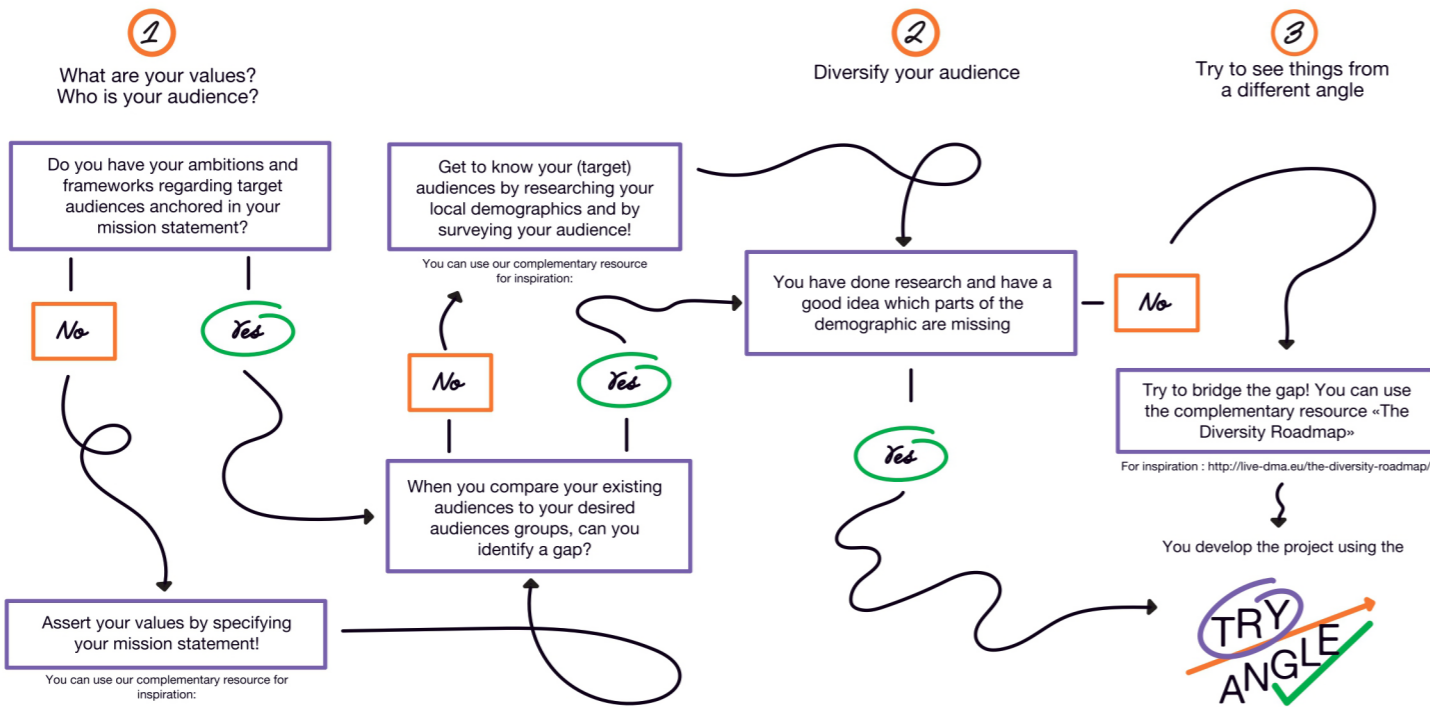 1
What are your values?
Who is your audience?
Do you have your ambitions and
frameworks regarding target
audiences anchored in your
mission statement?
No
Yes
Assert your values by specifying
your mission statement!
You can use our complementary resource for
inspiration:
Get to know your (target)
audiences by researching your
local demographics and by
surveying your audience!
You can use our complementary resource
for inspiration:
No
Yes
When you compare your existing
audiences to your desired
audiences groups, can you
identify a gap?
2
Diversify your audience
You have done research and have a
good idea which parts of the
demographic are missing
No
Yes
3
Try to see things from
a different angle
Try to bridge the gap! You can use
the complementary resource «The
Diversity Roadmap»
For inspiration : http://live-dma.eu/the-diversity-roadmap/
You develop the project using the
TRY
ANGLE